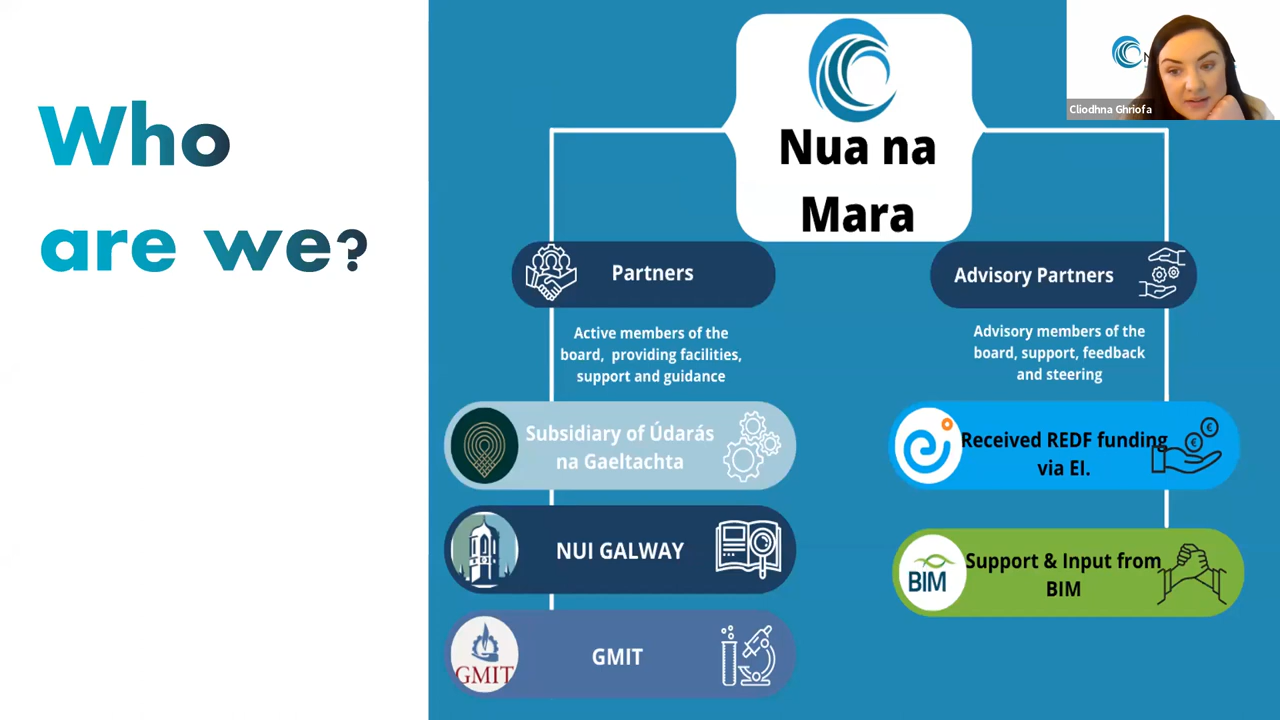 Who
are we?
Nua na
Mara
Cliodhna Ghriofa
Partners
Active members of the
board, providing facilities,
support and guidance
Subsidiary of Údarás
na Gaeltachta
NUI GALWAY
GMIT
GMIT
Advisory Partners
Advisory members of the
board, support, feedback
and steering
Received REDF funding
via EI.
BIM
Support & Input from
BIM